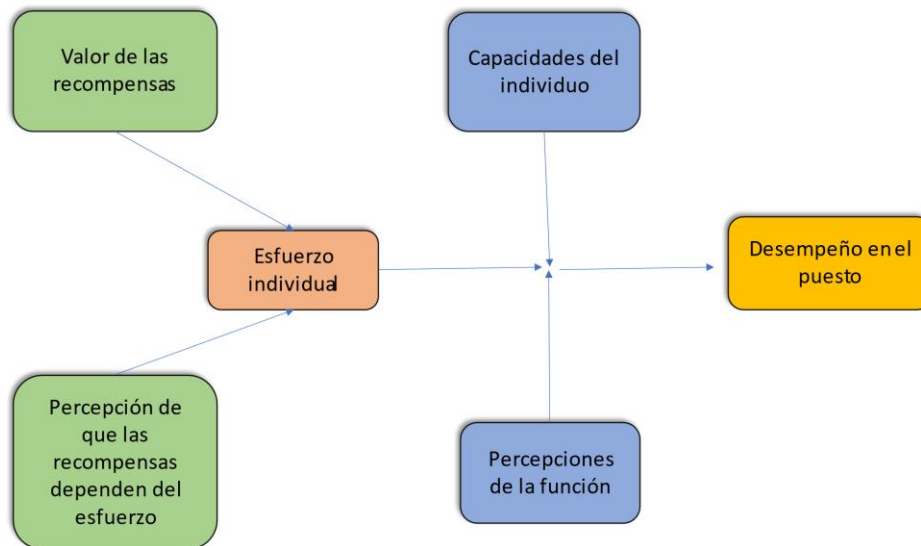 Valor de las
recompensas
Capacidades del
individuo
Esfuerzo
individual
Desempeño en el
puesto
Percepción de
que las
recompensas
dependen del
esfuerzo
Percepciones
de la función